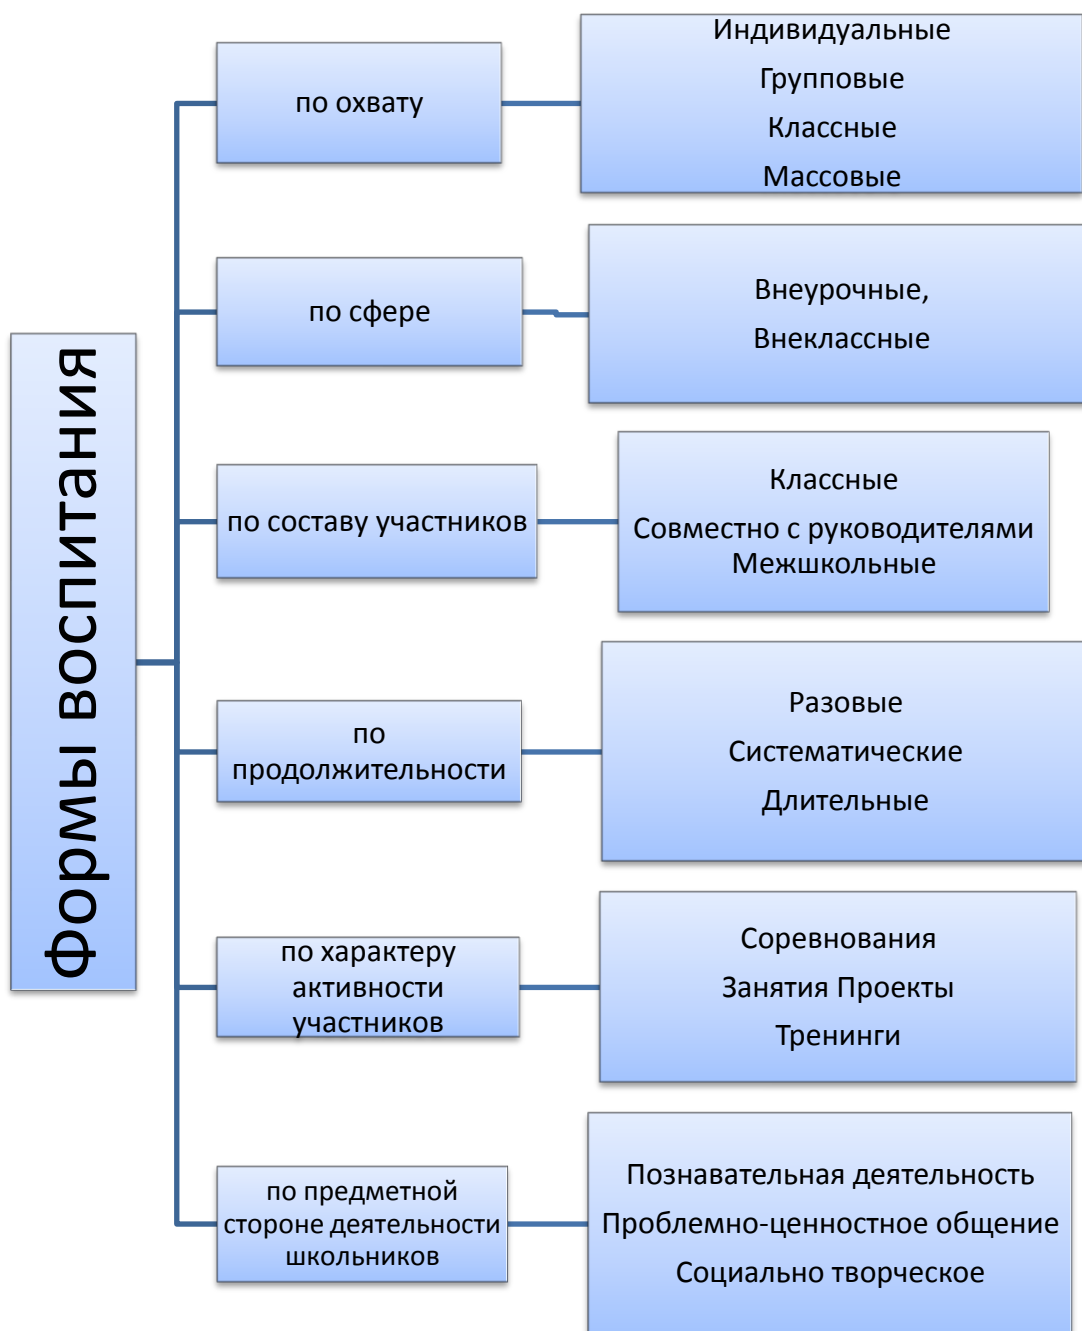 Формы воспитания
по охвату
Индивидуальные
Групповые
Классные
Массовые
по сфере
Внеурочные,
Внеклассные
по составу участников
Классные
Совместно с руководителями
Межшкольные
по
продолжительности
Разовые
Систематические
Длительные
по характеру
активности
участников
Соревнования
Занятия Проекты
Тренинги
по предметной
стороне деятельности
школьников
Познавательная деятельность
Проблемно-ценностное общение
Социально творческое